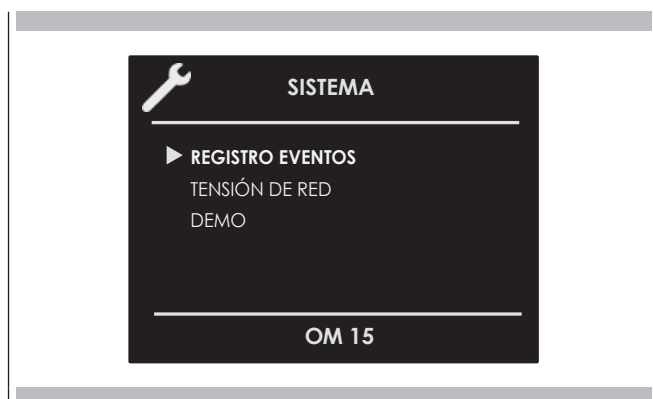 SISTEMA
REGISTRO EVENTOS
TENSIÓN DE RED
DEMO
OM 15